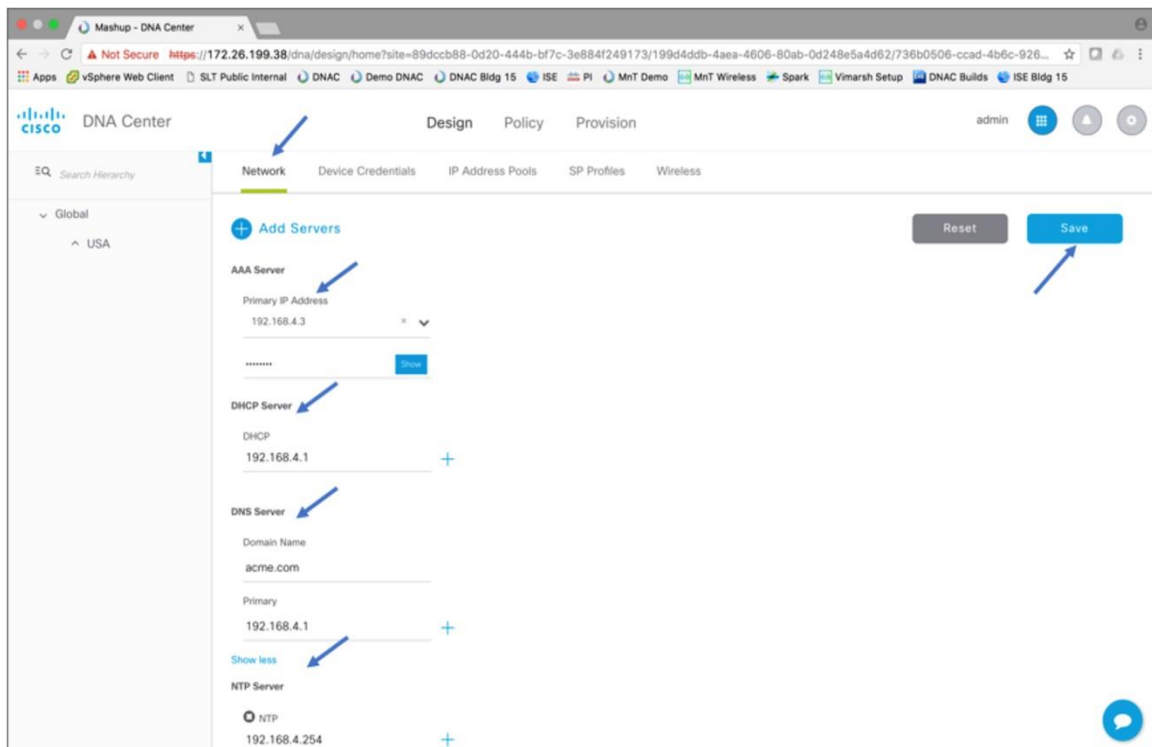 Mashup - DNA Center
Not Secure https://172.26.199.38/dna/design/home?site=89dccb88-0d20-444b-bf7c-3e884f249173/199d4ddb-4aea-4606-80ab-0d248e5a4d62/736b0506-ccad-4b6c-926...
Apps vSphere Web Client SLT Public Internal DNAC Demo DNAC DNAC Bldg 15 ISE PI MnT Demo MnT Wireless Spark Vimarsh Setup DNAC Builds ISE Bldg 15
CISCO DNA Center Design Policy Provision admin
Search Hierarchy
Network Device Credentials IP Address Pools SP Profiles Wireless
Global
USA
Add Servers Reset Save
AAA Server
Primary IP Address
192.168.4.3
•••••••• Show
DHCP Server
DHCP
192.168.4.1
DNS Server
Domain Name
acme.com
Primary
192.168.4.1
Show less
NTP Server
NTP
192.168.4.254